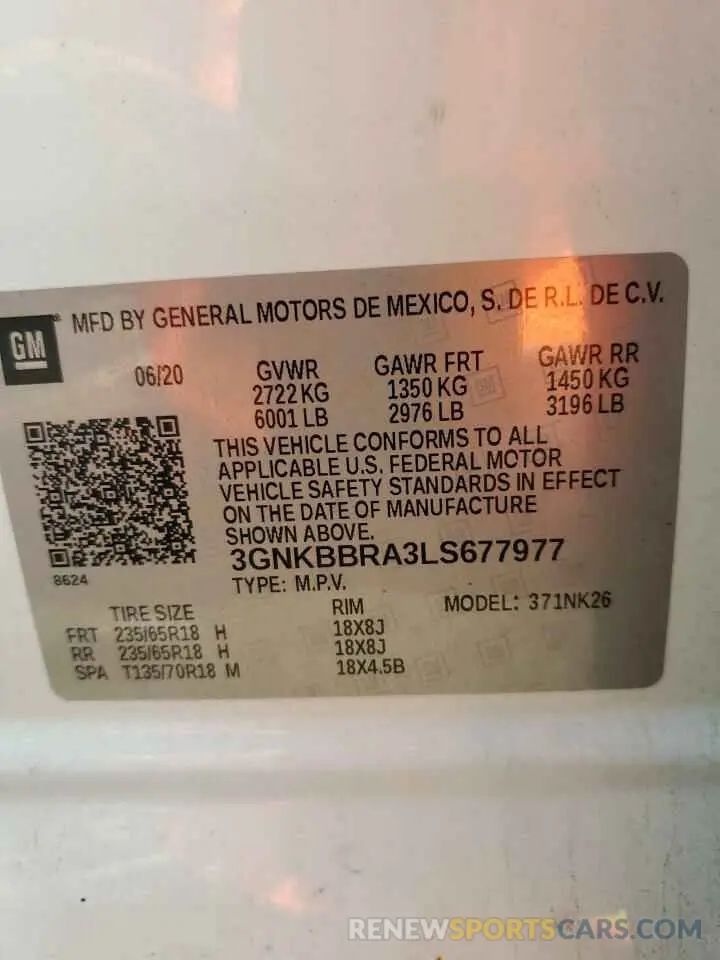 GM ® MFD BY GENERAL MOTORS DE MEXICO, S. DE R.L. DE C.V.
06/20 GVWR GAWR FRT GAWR RR
2722 KG 1350 KG 1450 KG
6001 LB 2976 LB 3196 LB
THIS VEHICLE CONFORMS TO ALL
APPLICABLE U.S. FEDERAL MOTOR
VEHICLE SAFETY STANDARDS IN EFFECT
ON THE DATE OF MANUFACTURE
SHOWN ABOVE.
3GNKBBRA3LS677977
8624
TYPE: M.P.V.
TIRE SIZE RIM MODEL: 371NK26
FRT 235/65R18 H 18X8J
RR 235/65R18 H 18X8J
SPA T135/70R18 M 18X4.5B
RENEWSPORTSCARS.COM